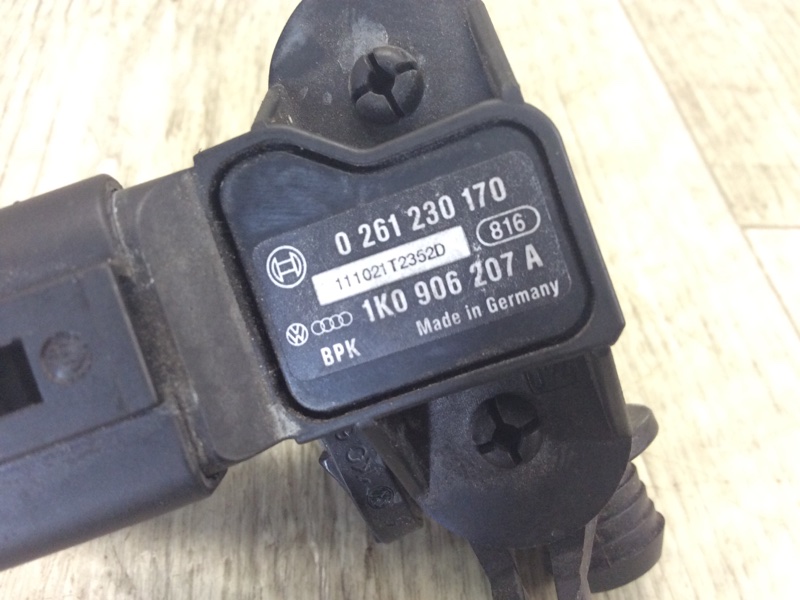 0 261 230 170
816
111021T2352D
1K0 906 207 A
Made in Germany
BPK